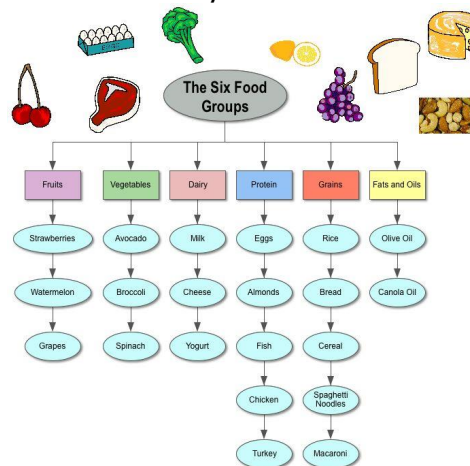 The Six Food
Groups
Fruits
Vegetables
Dairy
Protein
Grains
Fats and Oils
Strawberries
Avocado
Milk
Eggs
Rice
Olive Oil
Watermelon
Broccoli
Cheese
Almonds
Bread
Canola Oil
Grapes
Spinach
Yogurt
Fish
Cereal
Chicken
Spaghetti
Noodles
Turkey
Macaroni